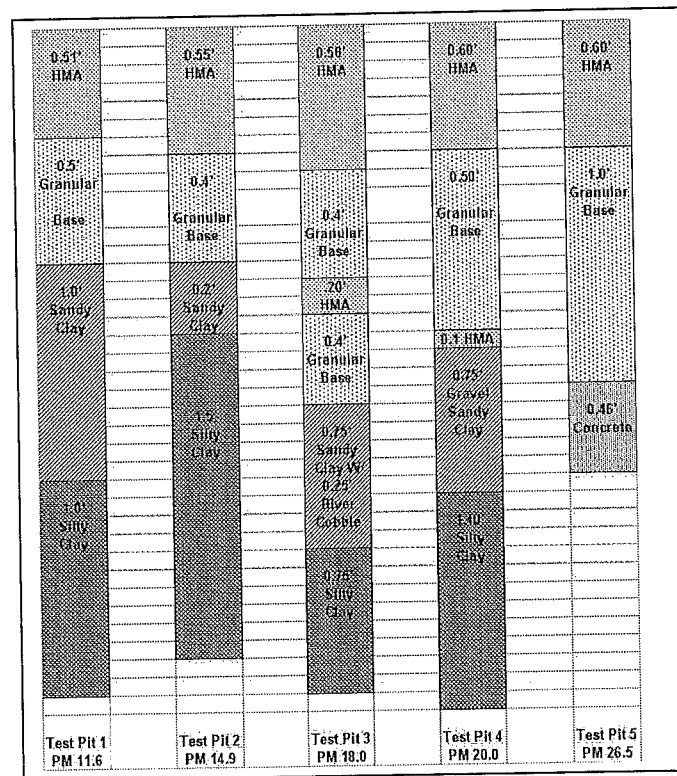 0.51'
HMA
0.5
Granular
Base
1.0'
Sandy
Clay
1.0'
Silty
Clay
Test Pit 1
PM 11.6
0.55'
HMA
0.4'
Granular
Base
0.2'
Sandy
Clay
1.5
Silty
Clay
Test Pit 2
PM 14.9
HMA
0.4'
Granular
Base
.20'
HMA
0.4'
Granular
Base
0.75'
Sandy
Clay W/
0.25
River
Cobble
0.75'
Silty
Clay
Test Pit 3
PM 18.0
0.60'
HMA
0.50'
Granular
Base
0.1 HMA
0.75'
Gravel
Sandy
Clay
1.10'
Silty
Clay
Test Pit 4
PM 20.0
0.60'
HMA
1.0'
Granular
Base
0.46'
Concrete
Test Pit 5
PM 26.5